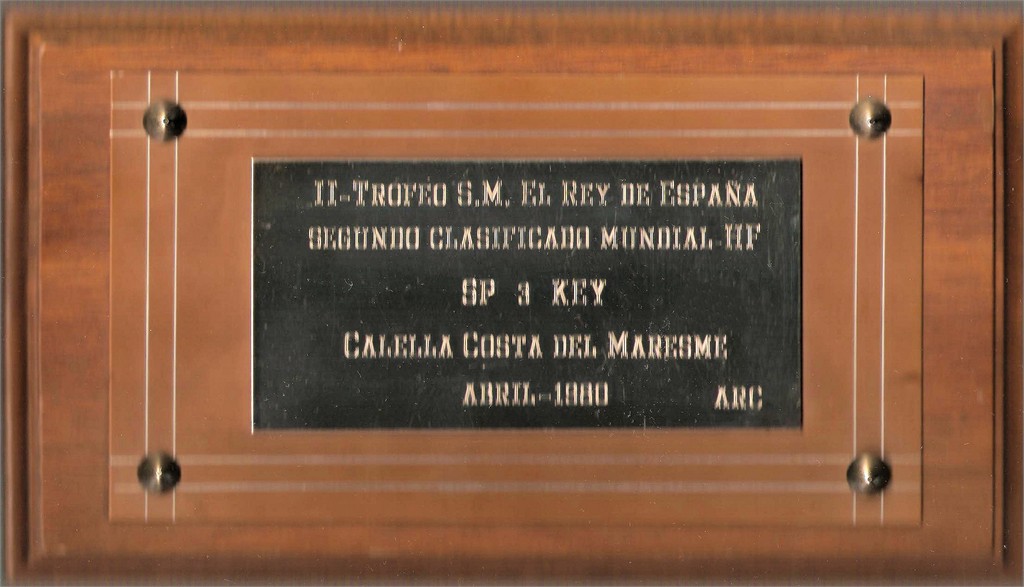 II-TROFEO S.M. EL REY DE ESPAÑA
SEGUNDO CLASIFICADO MUNDIAL-HF
SP 3 KEY
CALELLA COSTA DEL MARESME
ABRIL-1980 ARC